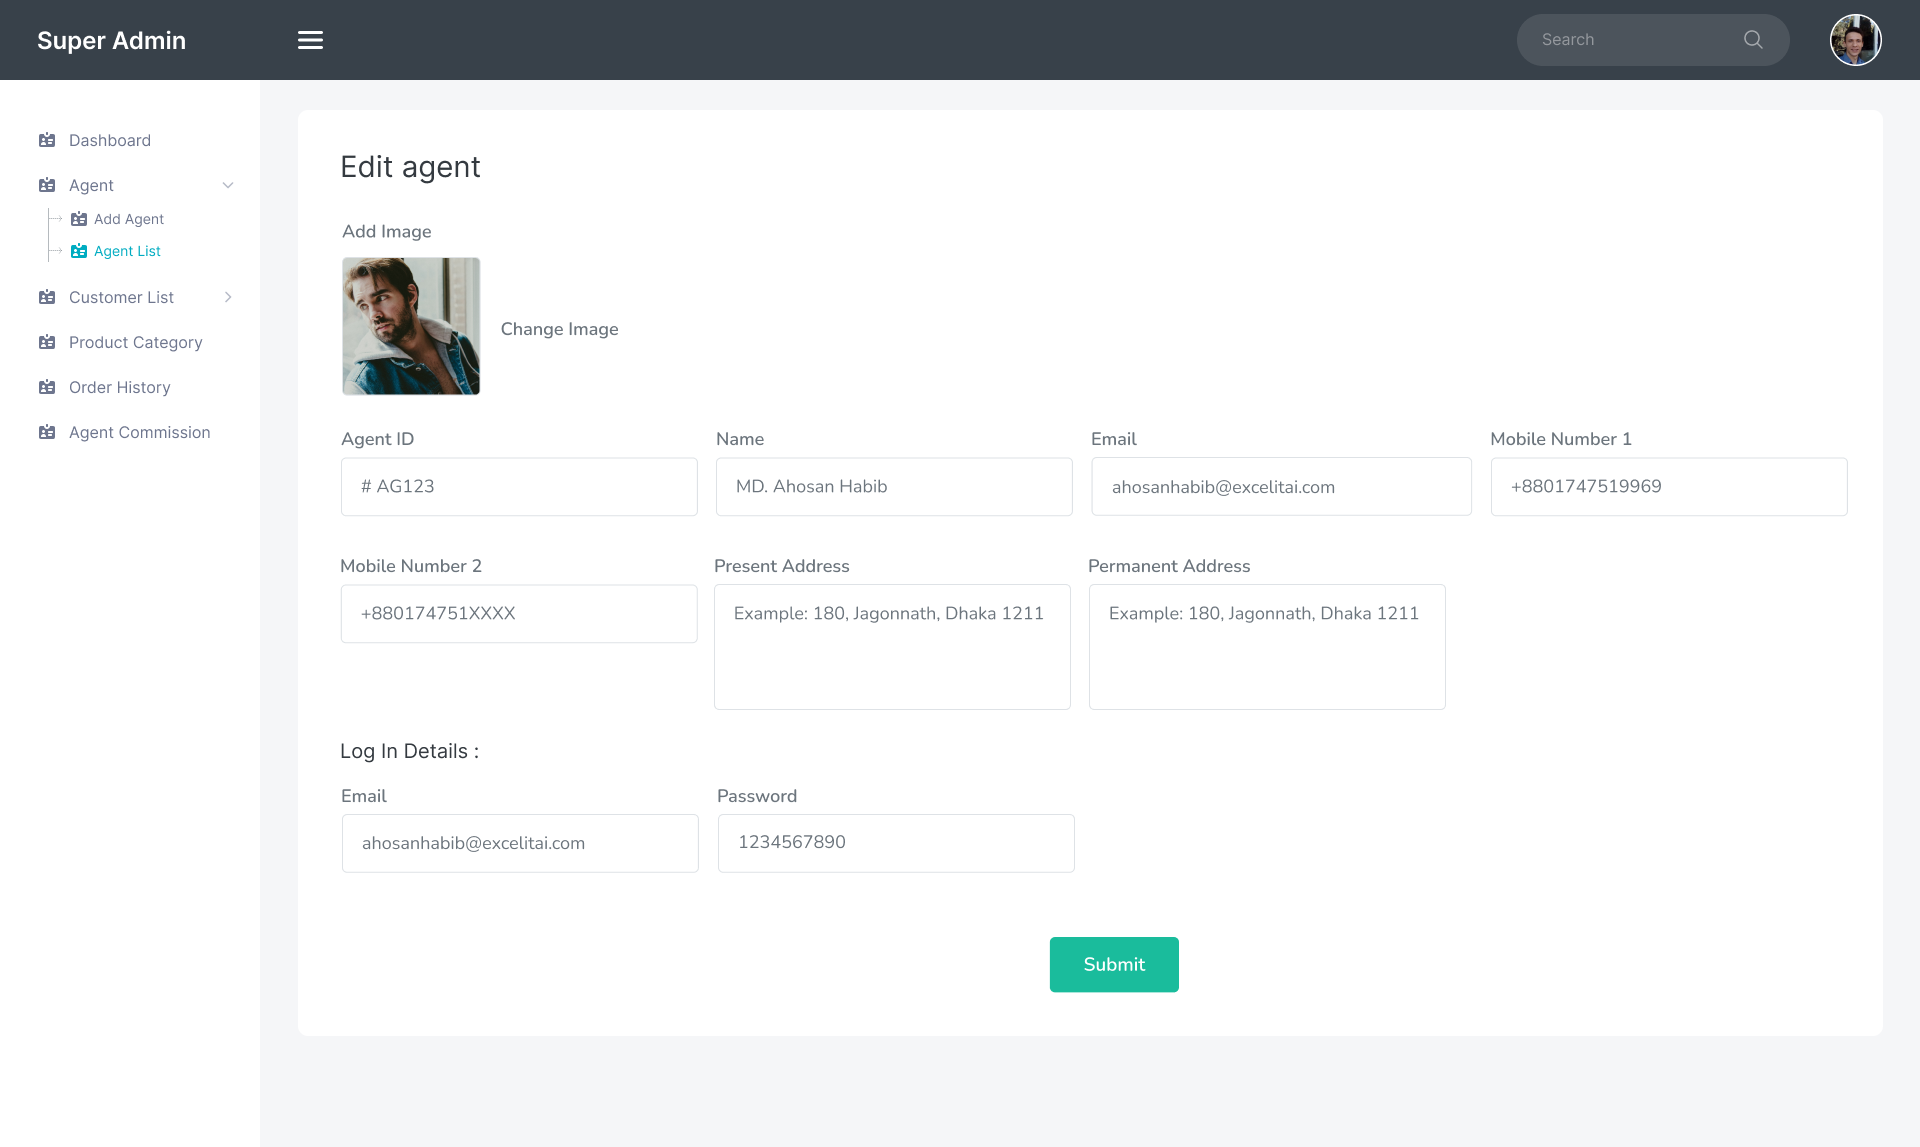 Super Admin
Search
Dashboard
Agent
Add Agent
Agent List
Customer List
Product Category
Order History
Agent Commission
Edit agent
Add Image
Change Image
Agent ID
Name
Email
Mobile Number 1
# AG123
MD. Ahosan Habib
ahosanhabib@excelitai.com
+8801747519969
Mobile Number 2
Present Address
Permanent Address
+880174751XXXX
Example: 180, Jagonnath, Dhaka 1211
Example: 180, Jagonnath, Dhaka 1211
Log In Details :
Email
Password
ahosanhabib@excelitai.com
1234567890
Submit